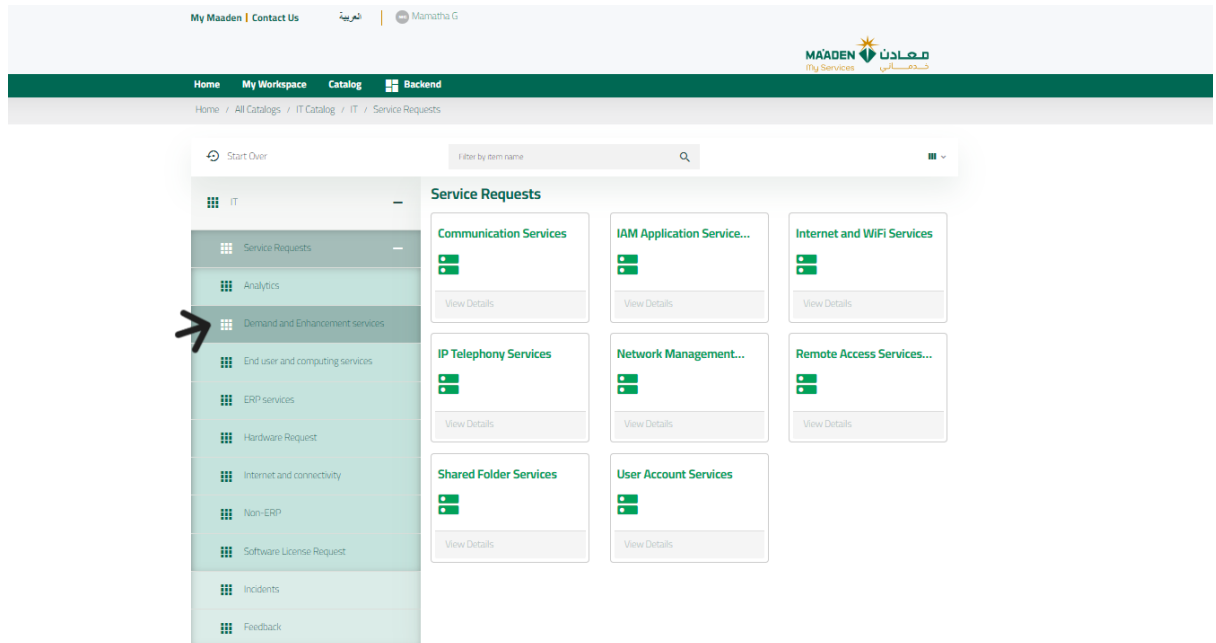 My Maaden | Contact Us العربية Mamatha G
MA'ADEN معادن
My Services خدماتي
Home My Workspace Catalog Backend
Home / All Catalogs / IT Catalog / IT / Service Requests
Start Over
Filter by item name
IT
Service Requests
Analytics
Demand and Enhancement services
End user and computing services
ERP services
Hardware Request
Internet and connectivity
Non-ERP
Software License Request
Incidents
Feedback
Service Requests
Communication Services
View Details
IAM Application Service...
View Details
Internet and WiFi Services
View Details
IP Telephony Services
View Details
Network Management...
View Details
Remote Access Services...
View Details
Shared Folder Services
View Details
User Account Services
View Details